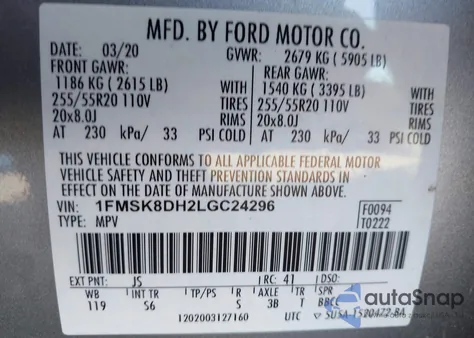 MFD. BY FORD MOTOR CO.
DATE: 03/20 GVWR: 2679 KG ( 5905 LB)
FRONT GAWR: REAR GAWR:
1186 KG ( 2615 LB) WITH 1540 KG ( 3395 LB) WITH
255/55R20 110V TIRES 255/55R20 110V TIRES
20x8.0J RIMS 20x8.0J RIMS
AT 230 kPa/ 33 PSI COLD AT 230 kPa/ 33 PSI COLD
THIS VEHICLE CONFORMS TO ALL APPLICABLE FEDERAL MOTOR
VEHICLE SAFETY AND THEFT PREVENTION STANDARDS IN
EFFECT ON THE DATE OF MANUFACTURE SHOWN ABOVE.
VIN: 1FMSK8DH2LGC24296 F0094
TYPE: MPV T0222
EXT PNT: JS RC: 41 DSO:
WB INT TR TP/PS R AXLE TR SPR
119 S6 S 3B T BBCC
1202003127160 UTC
autoSnap